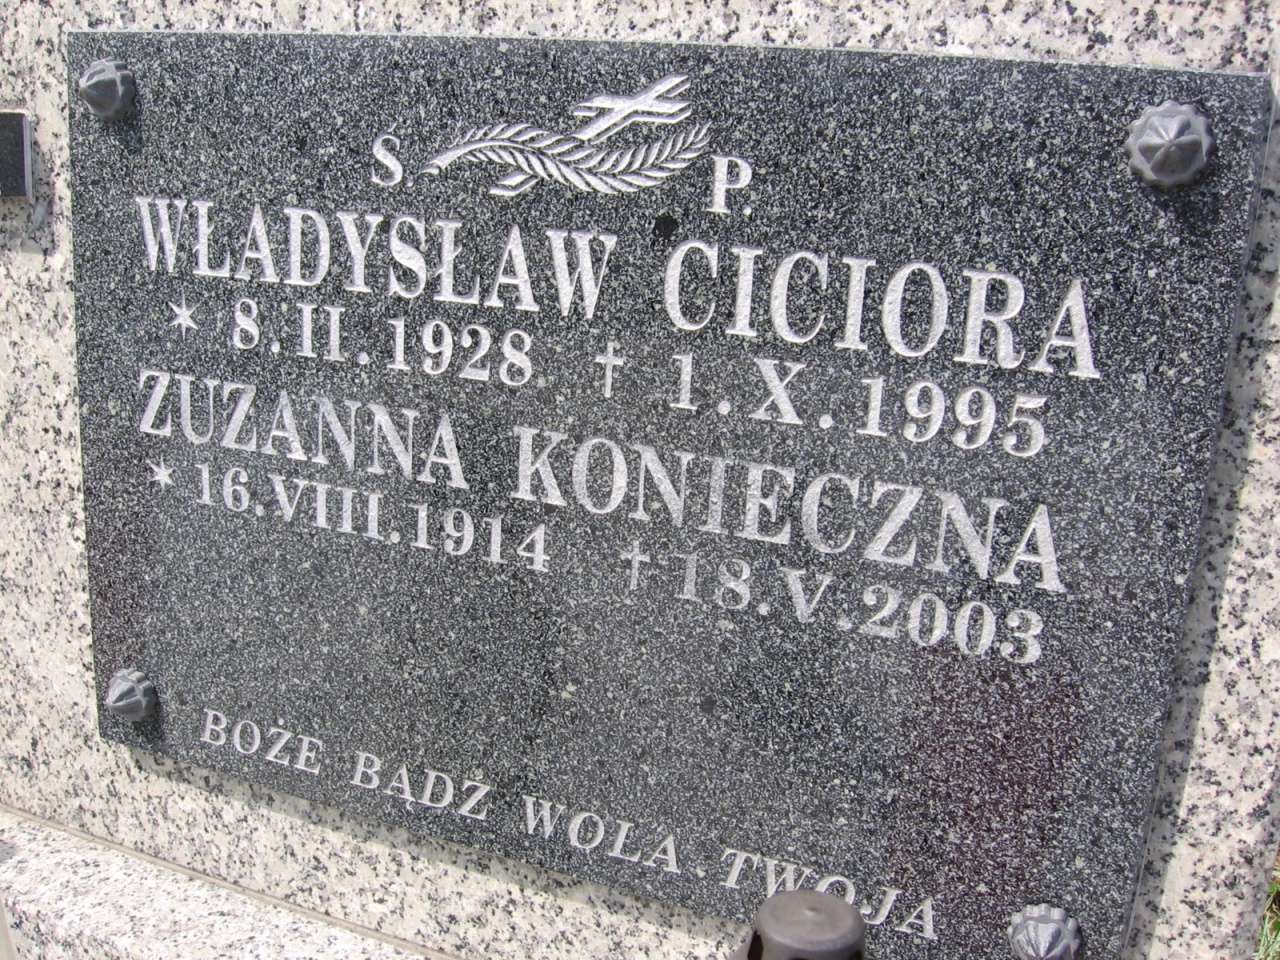 Ś. P.
WŁADYSŁAW CICIORA
* 8.II.1928 † 1.X.1995
ZUZANNA KONIECZNA
* 16.VIII.1914 † 18.V.2003
BOŻE BĄDŹ WOLA TWOJA